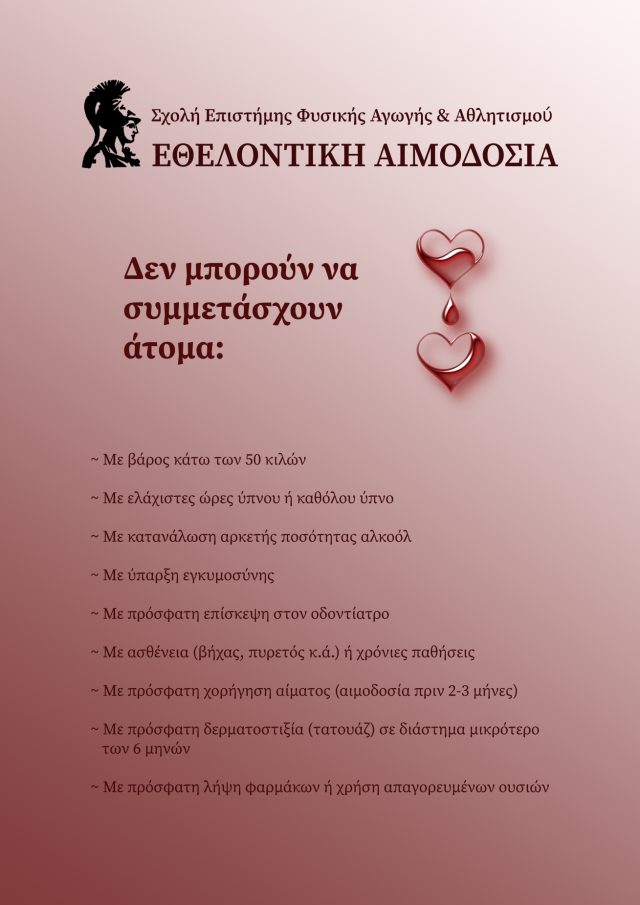 Σχολή Επιστήμης Φυσικής Αγωγής & Αθλητισμού
ΕΘΕΛΟΝΤΙΚΗ ΑΙΜΟΔΟΣΙΑ
Δεν μπορούν να
συμμετάσχουν
άτομα:
~ Με βάρος κάτω των 50 κιλών
~ Με ελάχιστες ώρες ύπνου ή καθόλου ύπνο
~ Με κατανάλωση αρκετής ποσότητας αλκοόλ
~ Με ύπαρξη εγκυμοσύνης
~ Με πρόσφατη επίσκεψη στον οδοντίατρο
~ Με ασθένεια (βήχας, πυρετός κ.ά.) ή χρόνιες παθήσεις
~ Με πρόσφατη χορήγηση αίματος (αιμοδοσία πριν 2-3 μήνες)
~ Με πρόσφατη δερματοστιξία (τατουάζ) σε διάστημα μικρότερο
των 6 μηνών
~ Με πρόσφατη λήψη φαρμάκων ή χρήση απαγορευμένων ουσιών